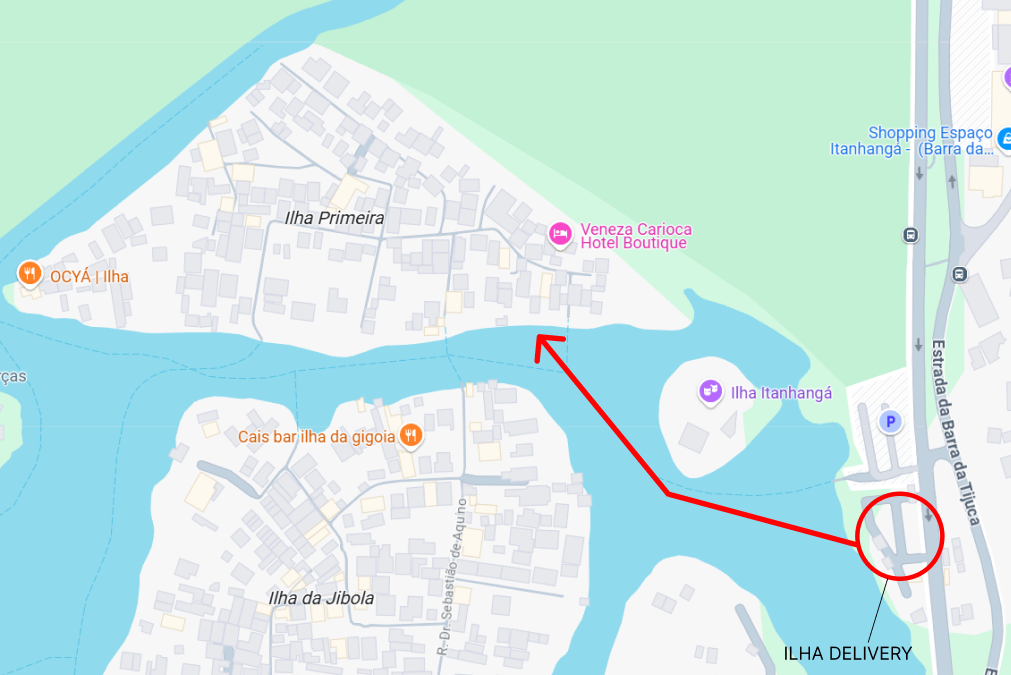 Shopping Espaço
Itanhangá - (Barra da...
Ilha Primeira
Veneza Carioca
Hotel Boutique
OCYÁ | Ilha
Estrada da Barra da Tijuca
rças
Ilha Itanhangá
P
Cais bar ilha da gigoia
R. Dr. Sebastião de Aquino
Ilha da Jibola
ILHA DELIVERY
E